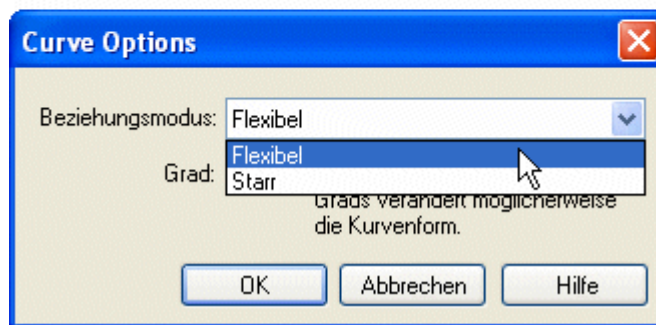 Curve Options
Beziehungsmodus: Flexibel
Flexibel
Grad: Starr
Grads verändert möglicherweise
die Kurvenform.
OK Abbrechen Hilfe